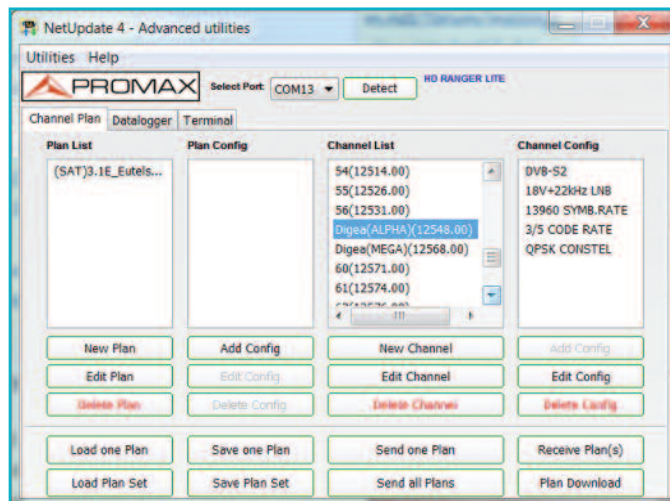 NetUpdate 4 - Advanced utilities
Utilities Help
PROMAX Select Port: COM13 Detect HD RANGER LITE
Channel Plan Datalogger Terminal
Plan List Plan Config Channel List Channel Config
(SAT)3.1E_Eutels...
54(12514.00)
55(12526.00)
56(12531.00)
Digea(ALPHA)(12548.00)
Digea(MEGA)(12568.00)
60(12571.00)
61(12574.00)
DVB-S2
18V+22kHz LNB
13960 SYMB.RATE
3/5 CODE RATE
QPSK CONSTEL
New Plan Add Config New Channel Add Config
Edit Plan Edit Config Edit Channel Edit Config
Delete Plan Delete Config Delete Channel Delete Config
Load one Plan Save one Plan Send one Plan Receive Plan(s)
Load Plan Set Save Plan Set Send all Plans Plan Download